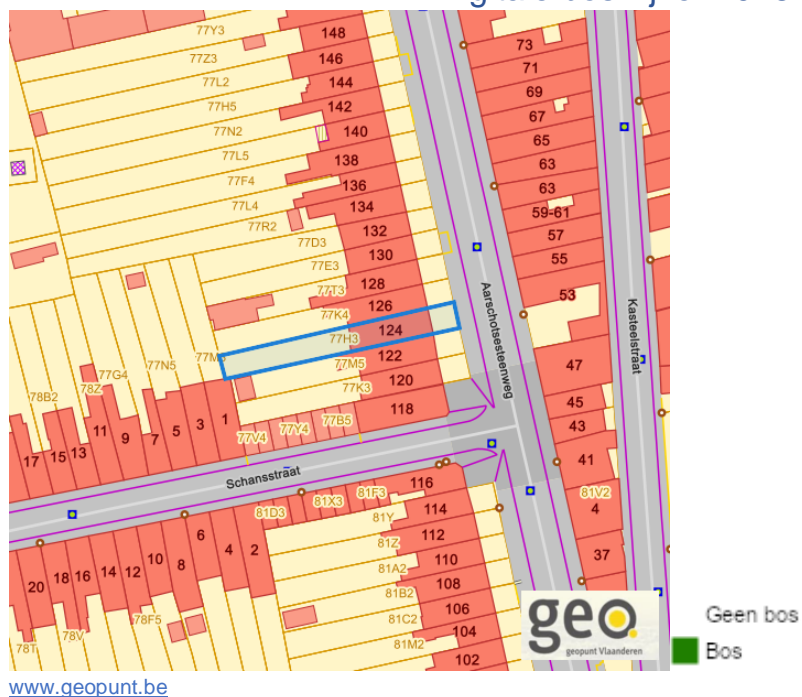 148
77Y3
73
146
77Z3
71
144
77L2
69
142
77H5
67
140
77N2
65
138
77L5
63
136
77F4
63
134
77L4
59-61
132
77R2
57
130
77D3
55
128
77E3
53
126
77T3
124
77K4
Aarschotsesteenweg
Kasteelstraat
122
77H3
47
120
77M5
118
77K3
45
43
41
78B2
78Z
77G4
77N5
17
15
13
11
9
7
5
3
1
77V4
77Y4
77B5
Schansstraat
116
81D3
81X3
81F3
81V2
4
114
81Y
112
81Z
110
81A2
37
108
81B2
106
81C2
104
81M2
102
20
18
16
14
12
10
8
6
4
2
78T
78V
78F5
geo
geopunt Vlaanderen
Geen bos
Bos
www.geopunt.be